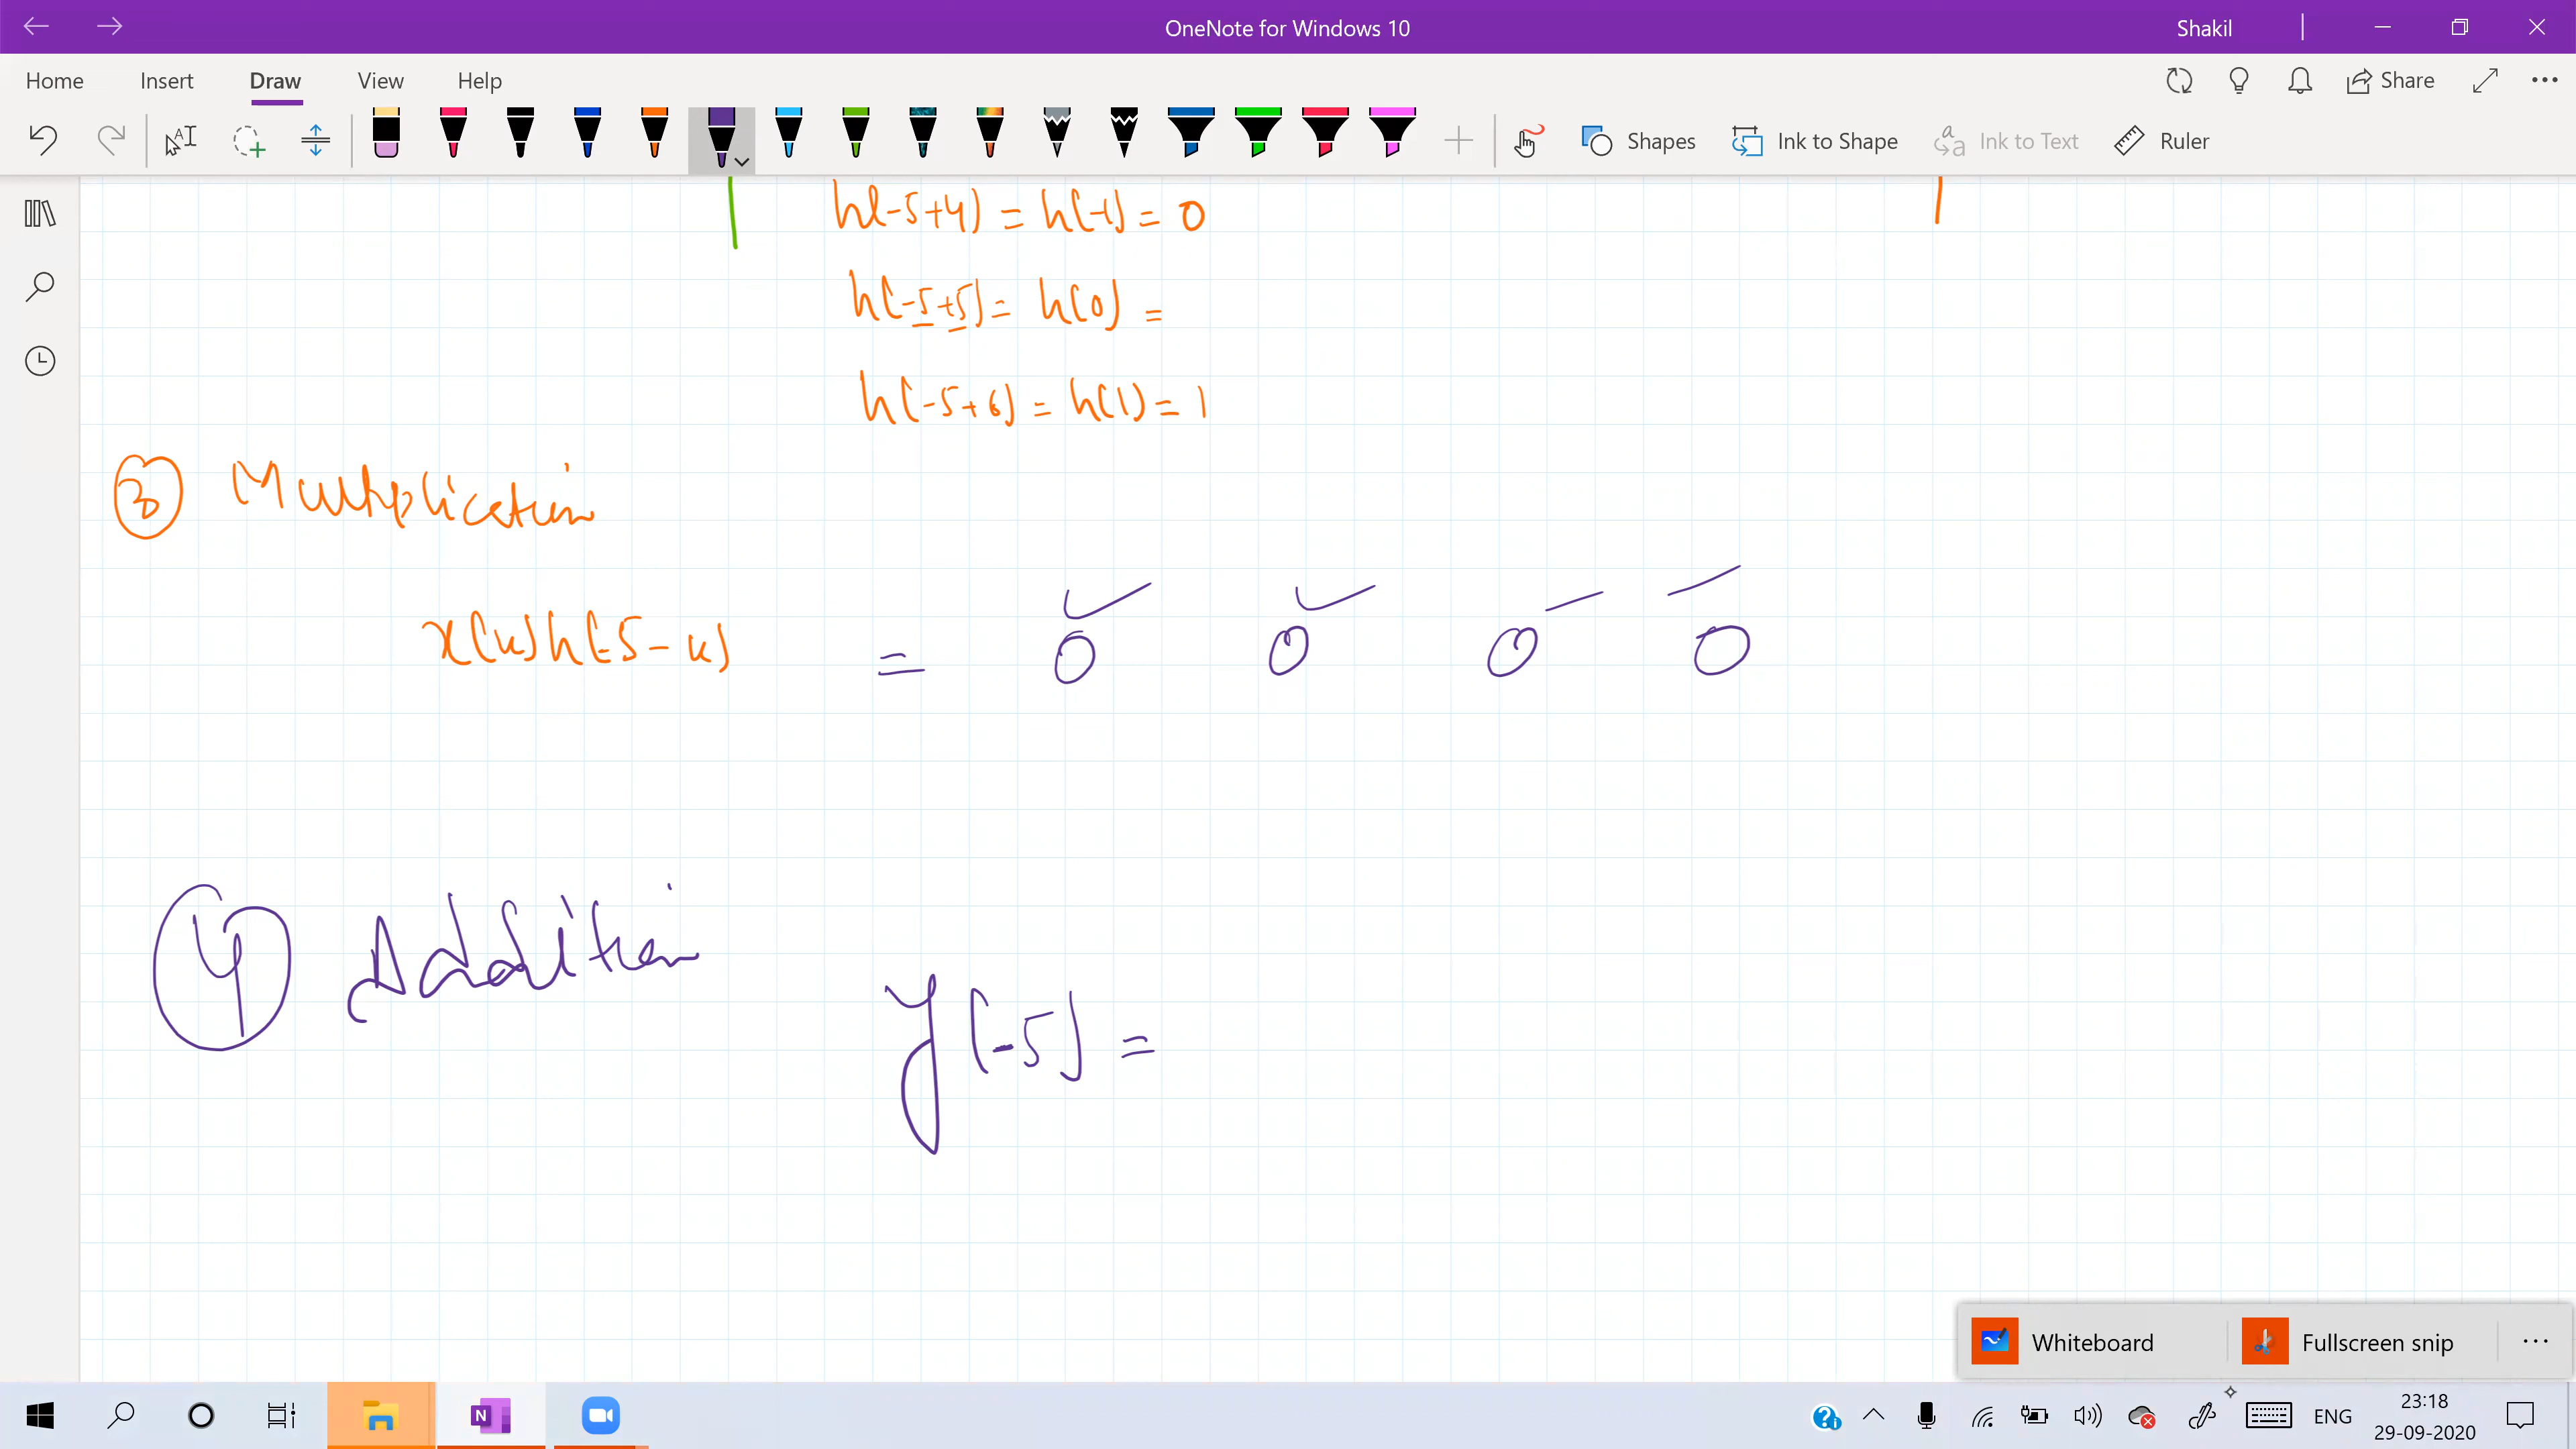 OneNote for Windows 10
Shakil
Home Insert Draw View Help
Share
Shapes Ink to Shape Ink to Text Ruler
h(-5+4) = h(-1) = 0
h(-5+5) = h(0) =
h(-5+6) = h(1) = 1
3 Multiplication
x(k)h(-5-k) = 0 0 0 0
4 Addition
y(-5) =
Whiteboard
Fullscreen snip
ENG
23:18
29-09-2020